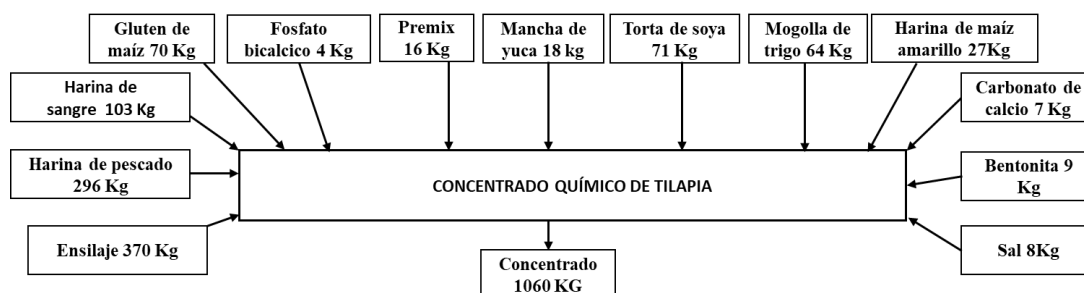 Gluten de
maíz 70 Kg
Fosfato
bicalcico 4 Kg
Premix
16 Kg
Mancha de
yuca 18 kg
Torta de soya
71 Kg
Mogolla de
trigo 64 Kg
Harina de maíz
amarillo 27Kg
Harina de
sangre 103 Kg
Carbonato de
calcio 7 Kg
Harina de pescado
296 Kg
CONCENTRADO QUÍMICO DE TILAPIA
Bentonita 9
Kg
Ensilaje 370 Kg
Concentrado
1060 KG
Sal 8Kg